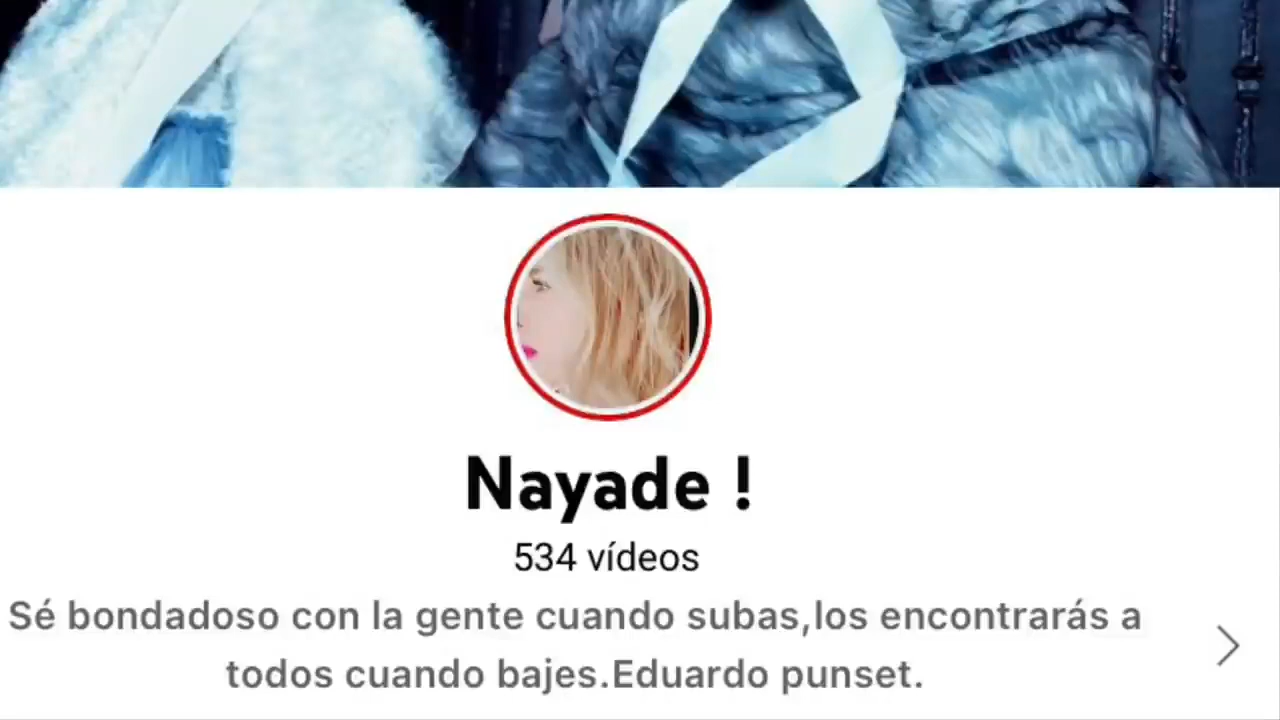 Nayade !
534 vídeos
Sé bondadoso con la gente cuando subas,los encontrarás a
todos cuando bajes.Eduardo punset.